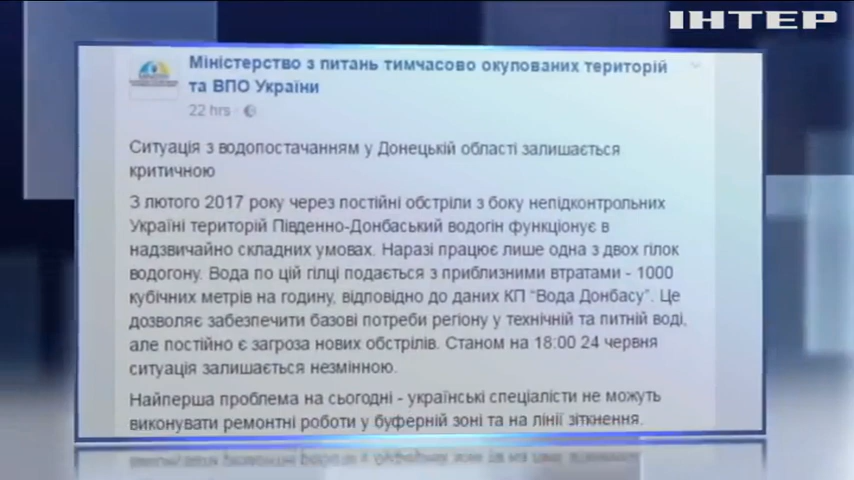 ІНТЕР
Міністерство з питань тимчасово окупованих територій
та ВПО України
22 hrs ·
Ситуація з водопостачанням у Донецькій області залишається
критичною
З лютого 2017 року через постійні обстріли з боку непідконтрольних
Україні територій Південно-Донбаський водогін функціонує в
надзвичайно складних умовах. Наразі працює лише одна з двох гілок
водогону. Вода по цій гілці подається з приблизними втратами - 1000
кубічних метрів на годину, відповідно до даних КП "Вода Донбасу". Це
дозволяє забезпечити базові потреби регіону у технічній та питній воді,
але постійно є загроза нових обстрілів. Станом на 18:00 24 червня
ситуація залишається незмінною.
Найперша проблема на сьогодні - українські спеціалісти не можуть
виконувати ремонтні роботи у буферній зоні та на лінії зіткнення.